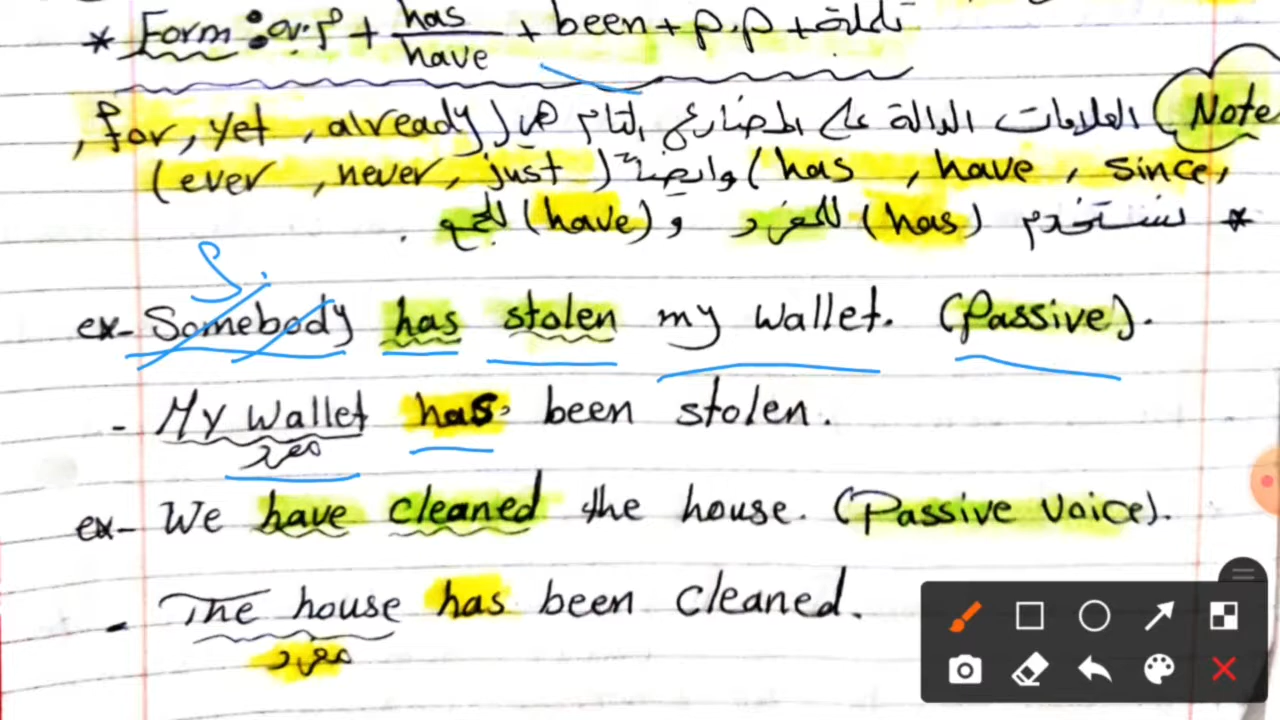 * Form: م.به + has/have + been + p.p + تكملة
Note) العلامات الدالة على المضارع التام هي (for, yet, already,
ever, never, just) وايضاً (has, have, since,
* نستخدم (has) للمفرد و (have) للجمع.
S.
ex- Somebody has stolen my wallet. (Passive).
- My wallet has been stolen.
مفرد
ex- We have cleaned the house. (Passive Voice).
- The house has been cleaned.
مفرد